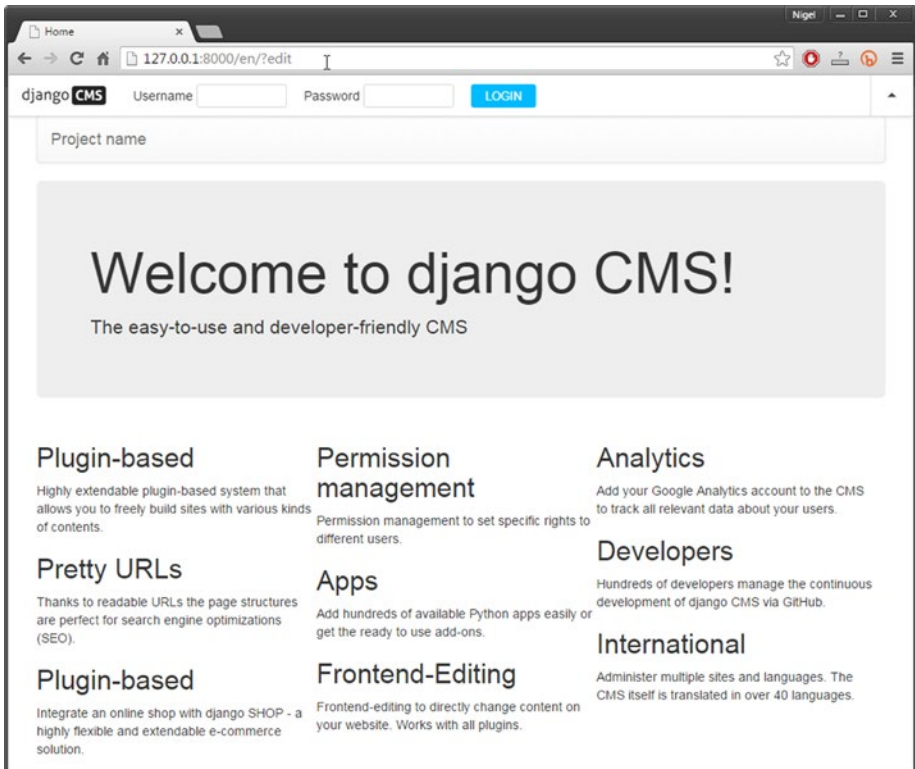 Nigel
Home
127.0.0.1:8000/en/?edit
django CMS Username Password LOGIN
Project name
Welcome to django CMS!
The easy-to-use and developer-friendly CMS
Plugin-based
Highly extendable plugin-based system that
allows you to freely build sites with various kinds
of contents.
Pretty URLs
Thanks to readable URLs the page structures
are perfect for search engine optimizations
(SEO).
Plugin-based
Integrate an online shop with django SHOP - a
highly flexible and extendable e-commerce
solution.
Permission
management
Permission management to set specific rights to
different users.
Apps
Add hundreds of available Python apps easily or
get the ready to use add-ons.
Frontend-Editing
Frontend-editing to directly change content on
your website. Works with all plugins.
Analytics
Add your Google Analytics account to the CMS
to track all relevant data about your users.
Developers
Hundreds of developers manage the continuous
development of django CMS via GitHub.
International
Administer multiple sites and languages. The
CMS itself is translated in over 40 languages.